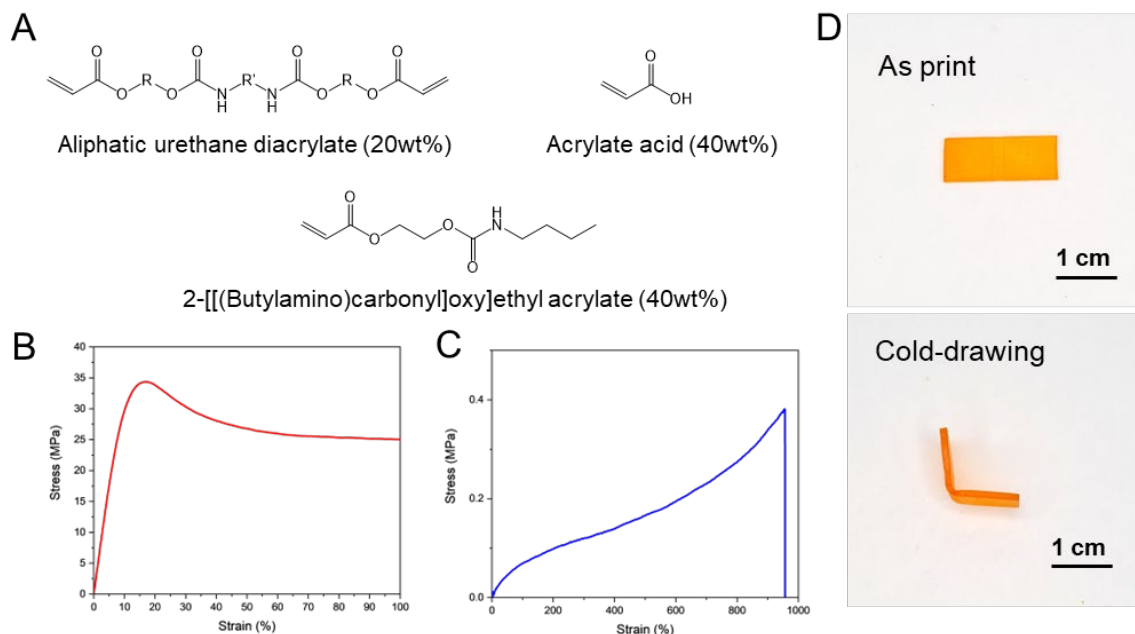 A
O
O
R
O
O
N
H
R'
N
H
O
O
R
O
O
Aliphatic urethane diacrylate (20wt%)
O
OH
Acrylate acid (40wt%)
O
O
O
O
H
N
2-[[(Butylamino)carbonyl]oxy]ethyl acrylate (40wt%)
B
40
35
30
25
20
15
10
5
0
0 10 20 30 40 50 60 70 80 90 100
Stress (MPa)
Strain (%)
C
0.4
0.2
0.0
0 200 400 600 800 1000
Stress (MPa)
Strain (%)
D
As print
1 cm
Cold-drawing
1 cm